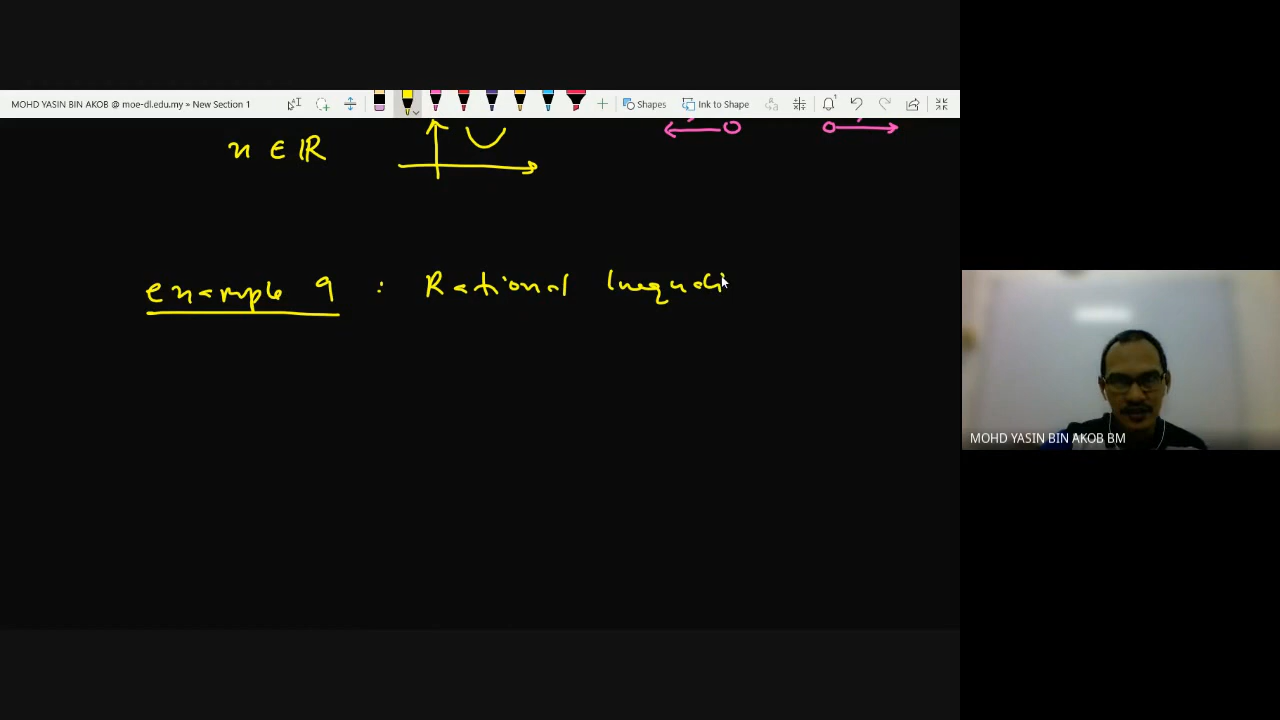 MOHD YASIN BIN AKOB @ moe-dl.edu.my » New Section 1
Shapes
Ink to Shape
x ∈ ℝ
example 9 : Rational Inequali
MOHD YASIN BIN AKOB BM